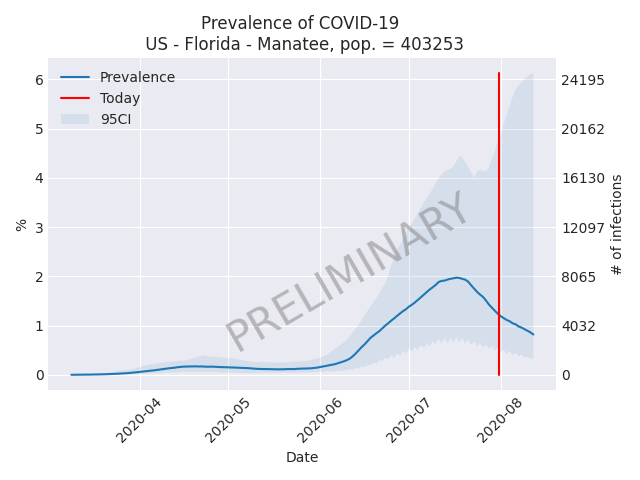 Prevalence of COVID-19
US - Florida - Manatee, pop. = 403253
Prevalence
Today
95CI
6
5
4
3
2
1
0
%
24195
20162
16130
12097
8065
4032
0
# of infections
PRELIMINARY
2020-04
2020-05
2020-06
2020-07
2020-08
Date